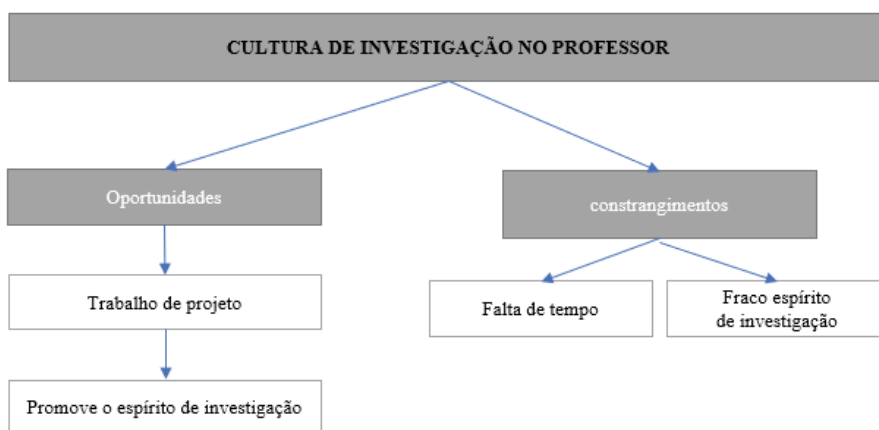 CULTURA DE INVESTIGAÇÃO NO PROFESSOR
Oportunidades
constrangimentos
Trabalho de projeto
Falta de tempo
Fraco espírito
de investigação
Promove o espírito de investigação